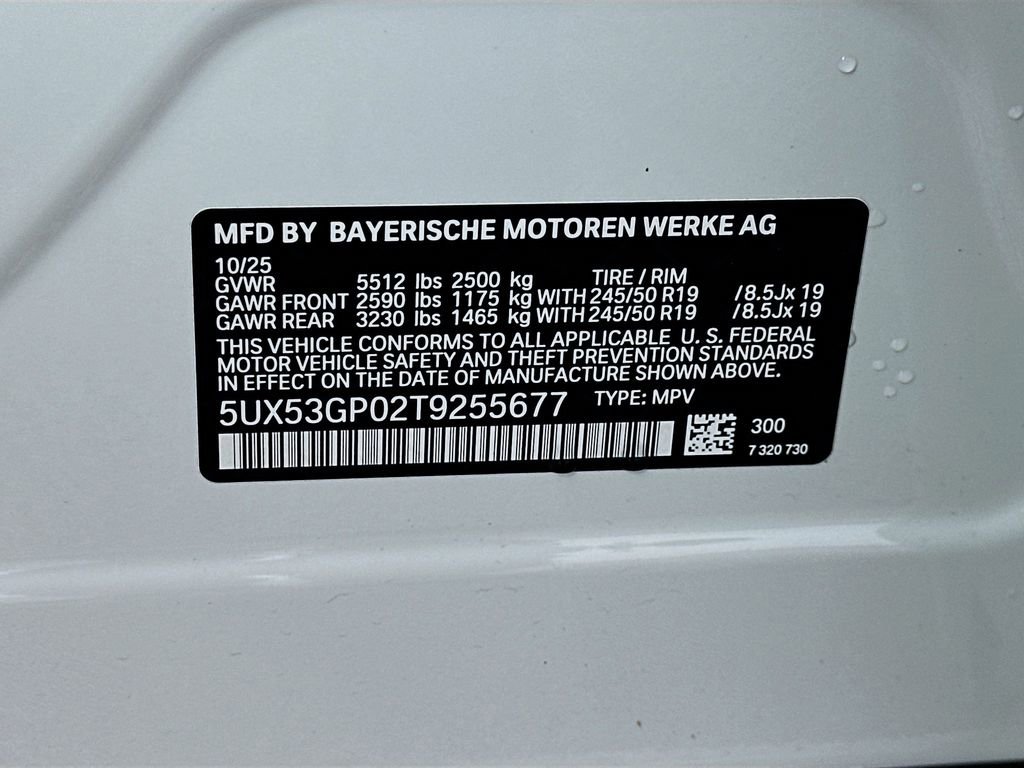 MFD BY BAYERISCHE MOTOREN WERKE AG
10/25
GVWR 5512 lbs 2500 kg TIRE / RIM
GAWR FRONT 2590 lbs 1175 kg WITH 245/50 R19 /8.5Jx 19
GAWR REAR 3230 lbs 1465 kg WITH 245/50 R19 /8.5Jx 19
THIS VEHICLE CONFORMS TO ALL APPLICABLE U. S. FEDERAL
MOTOR VEHICLE SAFETY AND THEFT PREVENTION STANDARDS
IN EFFECT ON THE DATE OF MANUFACTURE SHOWN ABOVE.
5UX53GP02T9255677 TYPE: MPV
300
7 320 730